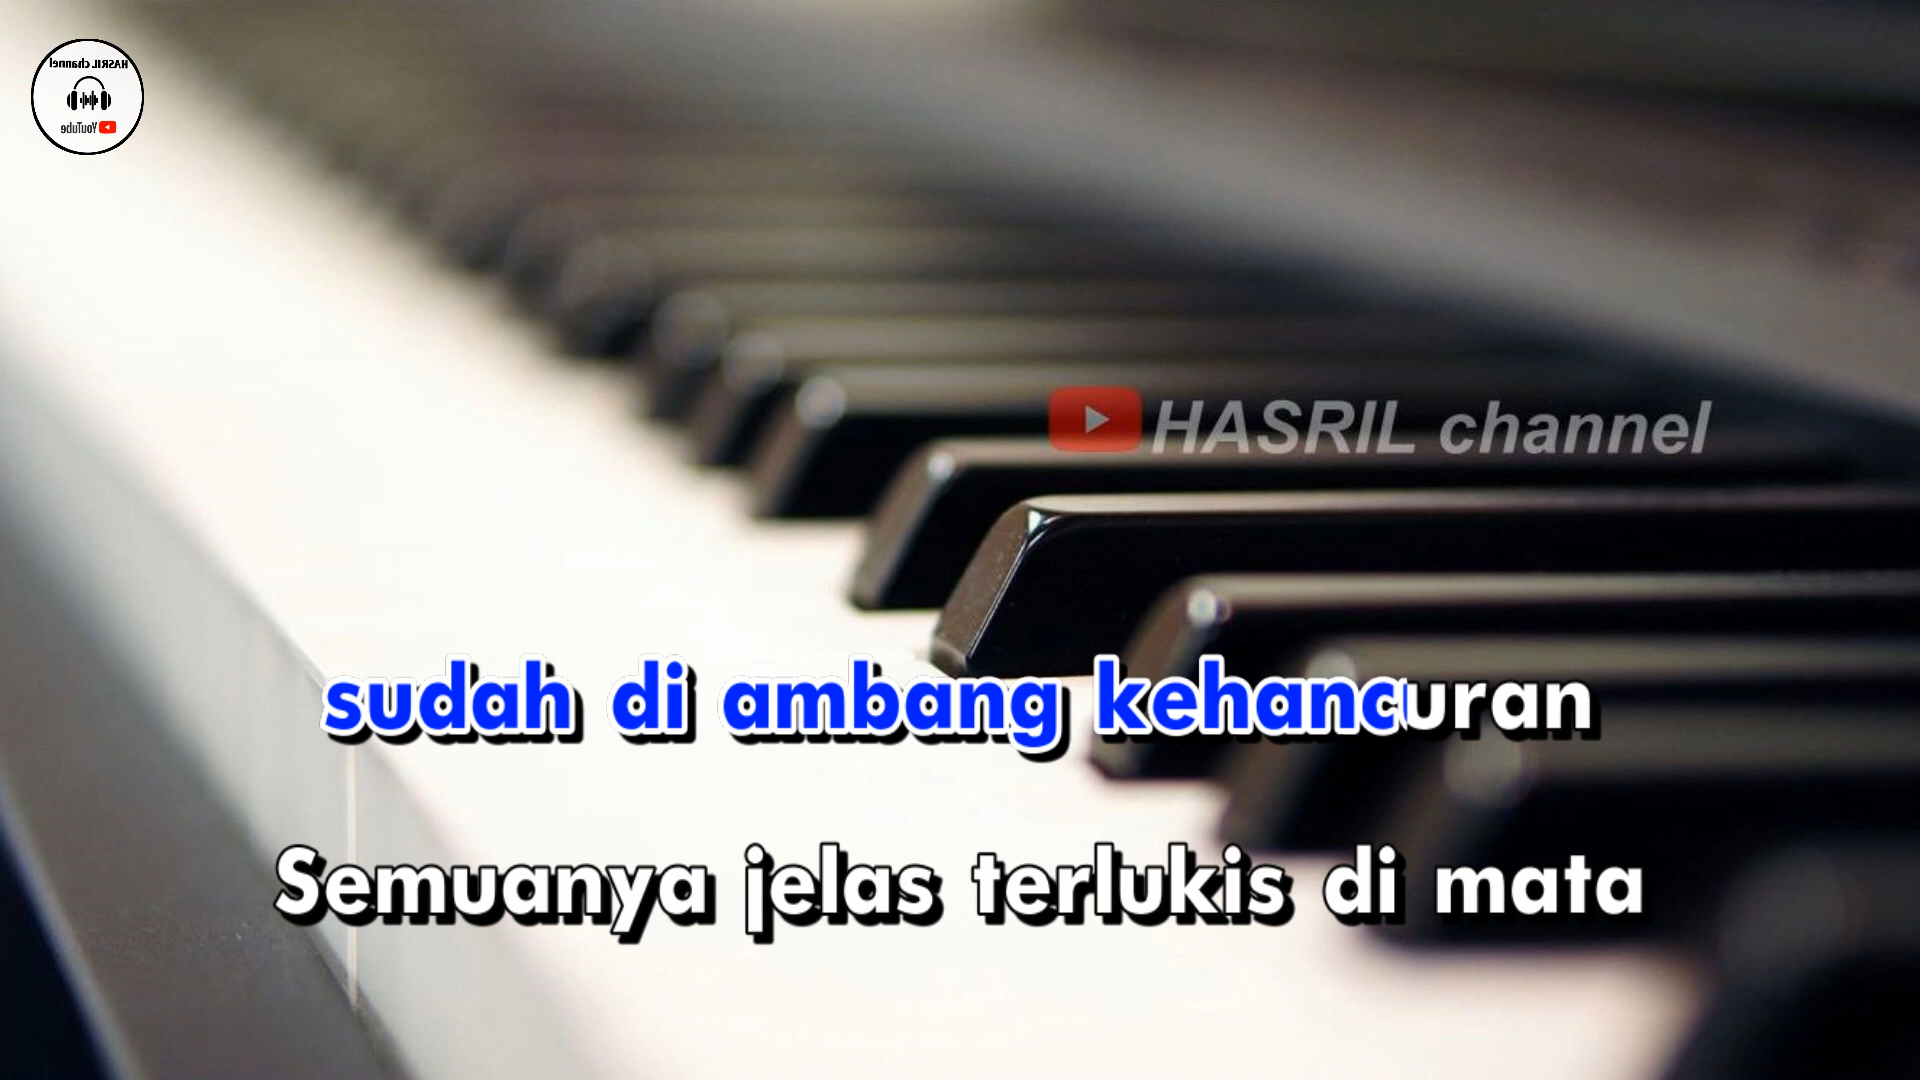 HASRIL channel
YouTube
HASRIL channel
sudah di ambang kehancuran
Semuanya jelas terlukis di mata